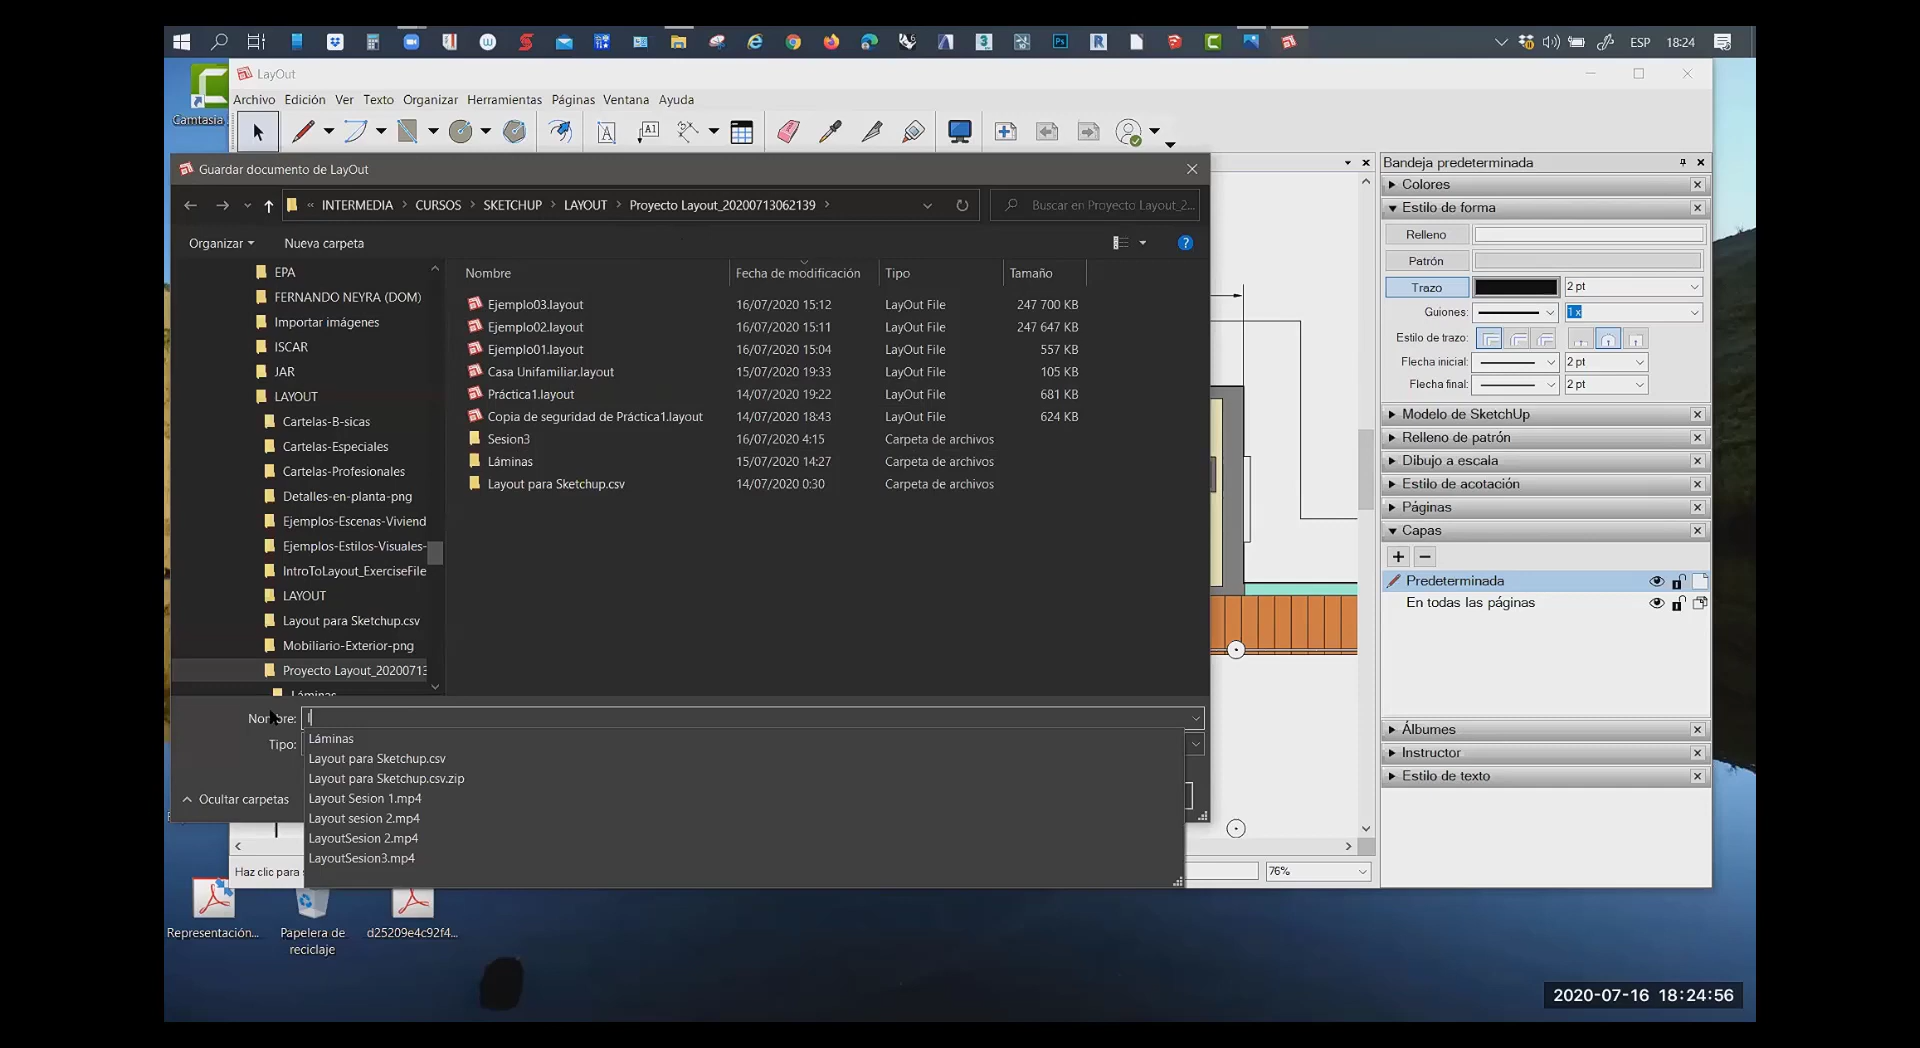 ESP 18:24
Camtasia
LayOut
Archivo Edición Ver Texto Organizar Herramientas Páginas Ventana Ayuda
Guardar documento de LayOut
« INTERMEDIA › CURSOS › SKETCHUP › LAYOUT › Proyecto Layout_20200713062139 ›
Buscar en Proyecto Layout_2...
Organizar Nueva carpeta
EPA
FERNANDO NEYRA (DOM)
Importar imágenes
ISCAR
JAR
LAYOUT
Cartelas-B-sicas
Cartelas-Especiales
Cartelas-Profesionales
Detalles-en-planta-png
Ejemplos-Escenas-Viviend
Ejemplos-Estilos-Visuales-
IntroToLayout_ExerciseFile
LAYOUT
Layout para Sketchup.csv
Mobiliario-Exterior-png
Proyecto Layout_20200713
Láminas
Nombre Fecha de modificación Tipo Tamaño
Ejemplo03.layout 16/07/2020 15:12 LayOut File 247 700 KB
Ejemplo02.layout 16/07/2020 15:11 LayOut File 247 647 KB
Ejemplo01.layout 16/07/2020 15:04 LayOut File 557 KB
Casa Unifamiliar.layout 15/07/2020 19:33 LayOut File 105 KB
Práctica1.layout 14/07/2020 19:22 LayOut File 681 KB
Copia de seguridad de Práctica1.layout 14/07/2020 18:43 LayOut File 624 KB
Sesion3 16/07/2020 4:15 Carpeta de archivos
Láminas 15/07/2020 14:27 Carpeta de archivos
Layout para Sketchup.csv 14/07/2020 0:30 Carpeta de archivos
Nombre: l
Tipo:
Láminas
Layout para Sketchup.csv
Layout para Sketchup.csv.zip
Layout Sesion 1.mp4
Layout sesion 2.mp4
LayoutSesion 2.mp4
LayoutSesion3.mp4
Ocultar carpetas
Haz clic para
76%
Bandeja predeterminada
Colores
Estilo de forma
Relleno
Patrón
Trazo 2 pt
Guiones: 1 x
Estilo de trazo:
Flecha inicial: 2 pt
Flecha final: 2 pt
Modelo de SketchUp
Relleno de patrón
Dibujo a escala
Estilo de acotación
Páginas
Capas
Predeterminada
En todas las páginas
Álbumes
Instructor
Estilo de texto
Representación...
Papelera de
reciclaje
d25209e4c92f4...
2020-07-16 18:24:56